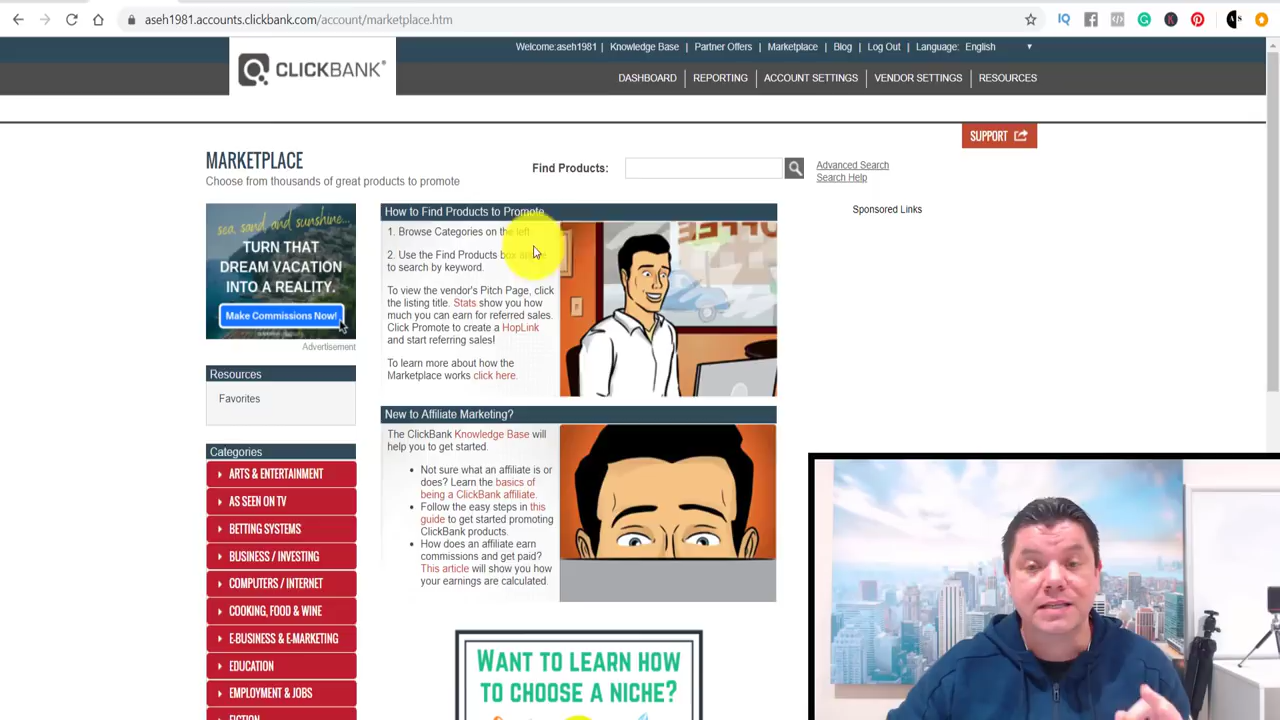 aseh1981.accounts.clickbank.com/account/marketplace.htm
Welcome:aseh1981 | Knowledge Base | Partner Offers | Marketplace | Blog | Log Out | Language: English
CLICKBANK®
DASHBOARD | REPORTING | ACCOUNT SETTINGS | VENDOR SETTINGS | RESOURCES
SUPPORT
MARKETPLACE
Choose from thousands of great products to promote
Find Products:
Advanced Search
Search Help
Sponsored Links
sea, sand and sunshine...
TURN THAT
DREAM VACATION
INTO A REALITY.
Make Commissions Now!
Advertisement
Resources
Favorites
Categories
ARTS & ENTERTAINMENT
AS SEEN ON TV
BETTING SYSTEMS
BUSINESS / INVESTING
COMPUTERS / INTERNET
COOKING, FOOD & WINE
E-BUSINESS & E-MARKETING
EDUCATION
EMPLOYMENT & JOBS
FICTION
How to Find Products to Promote
1. Browse Categories on the left
2. Use the Find Products box
to search by keyword.
To view the vendor's Pitch Page, click
the listing title. Stats show you how
much you can earn for referred sales.
Click Promote to create a HopLink
and start referring sales!
To learn more about how the
Marketplace works click here.
COFFEE
New to Affiliate Marketing?
The ClickBank Knowledge Base will
help you to get started.
Not sure what an affiliate is or
does? Learn the basics of
being a ClickBank affiliate.
Follow the easy steps in this
guide to get started promoting
ClickBank products.
How does an affiliate earn
commissions and get paid?
This article will show you how
your earnings are calculated.
WANT TO LEARN HOW
TO CHOOSE A NICHE?